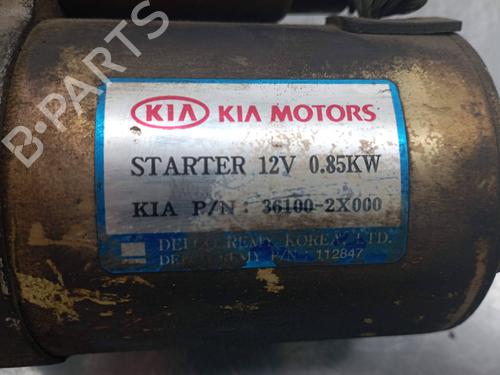 B-PARTS
KIA KIA MOTORS
STARTER 12V 0.85KW
KIA P/N : 36100-2X000
DELCO REMY KOREA LTD.
DELCO REMY P/N : 112847